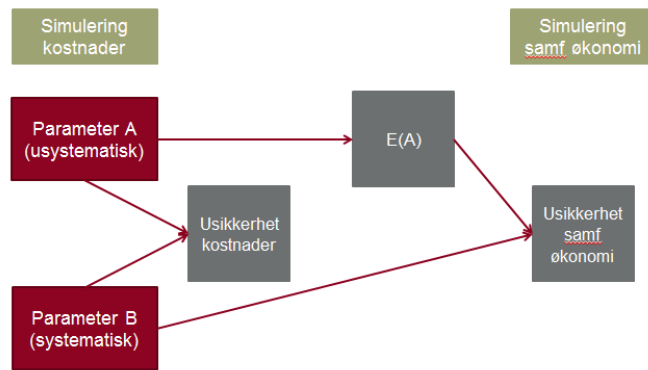 Simulering
kostnader
Simulering
samf økonomi
Parameter A
(usystematisk)
E(A)
Usikkerhet
kostnader
Usikkerhet
samf
økonomi
Parameter B
(systematisk)